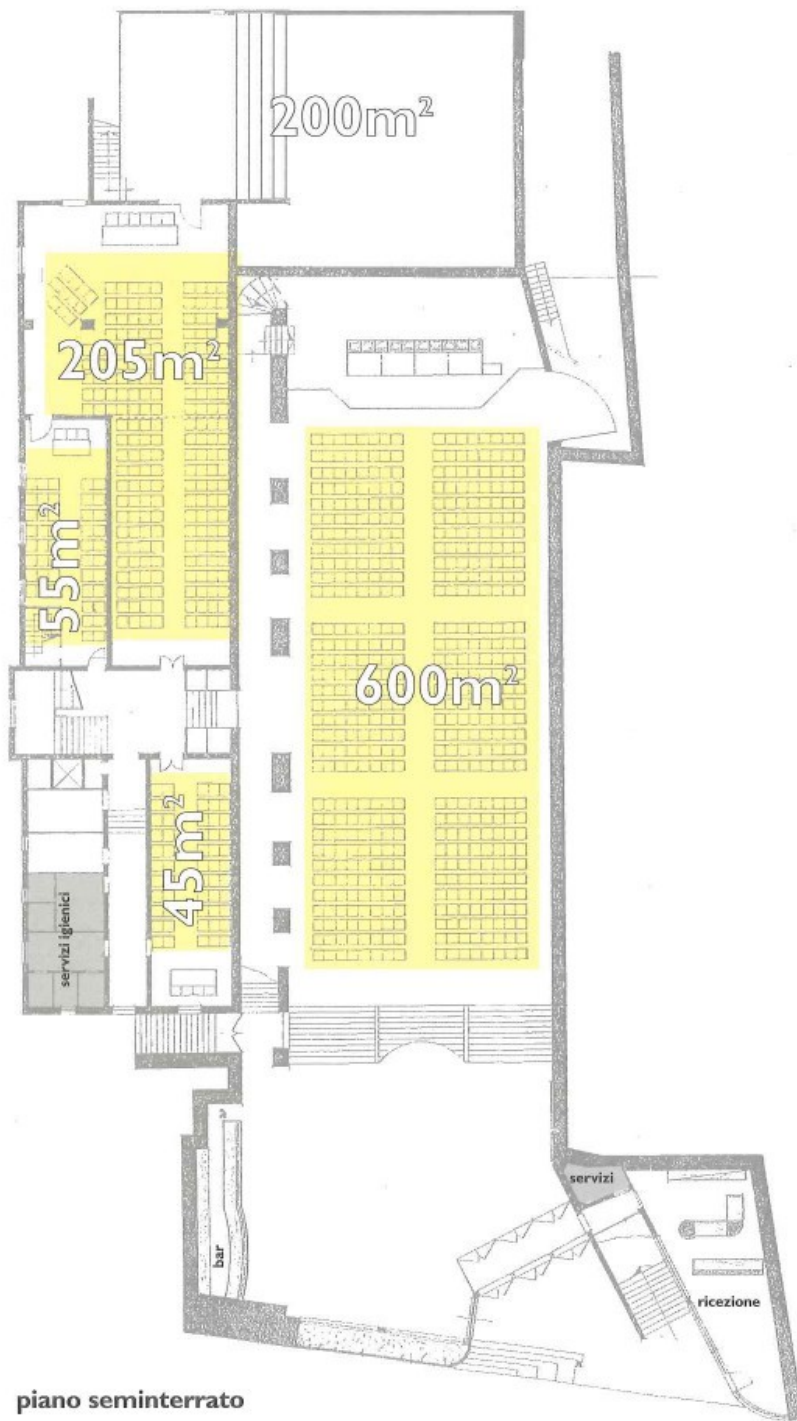 200m²
205m²
55m²
600m²
45m²
servizi igienici
servizi
bar
ricezione
piano seminterrato